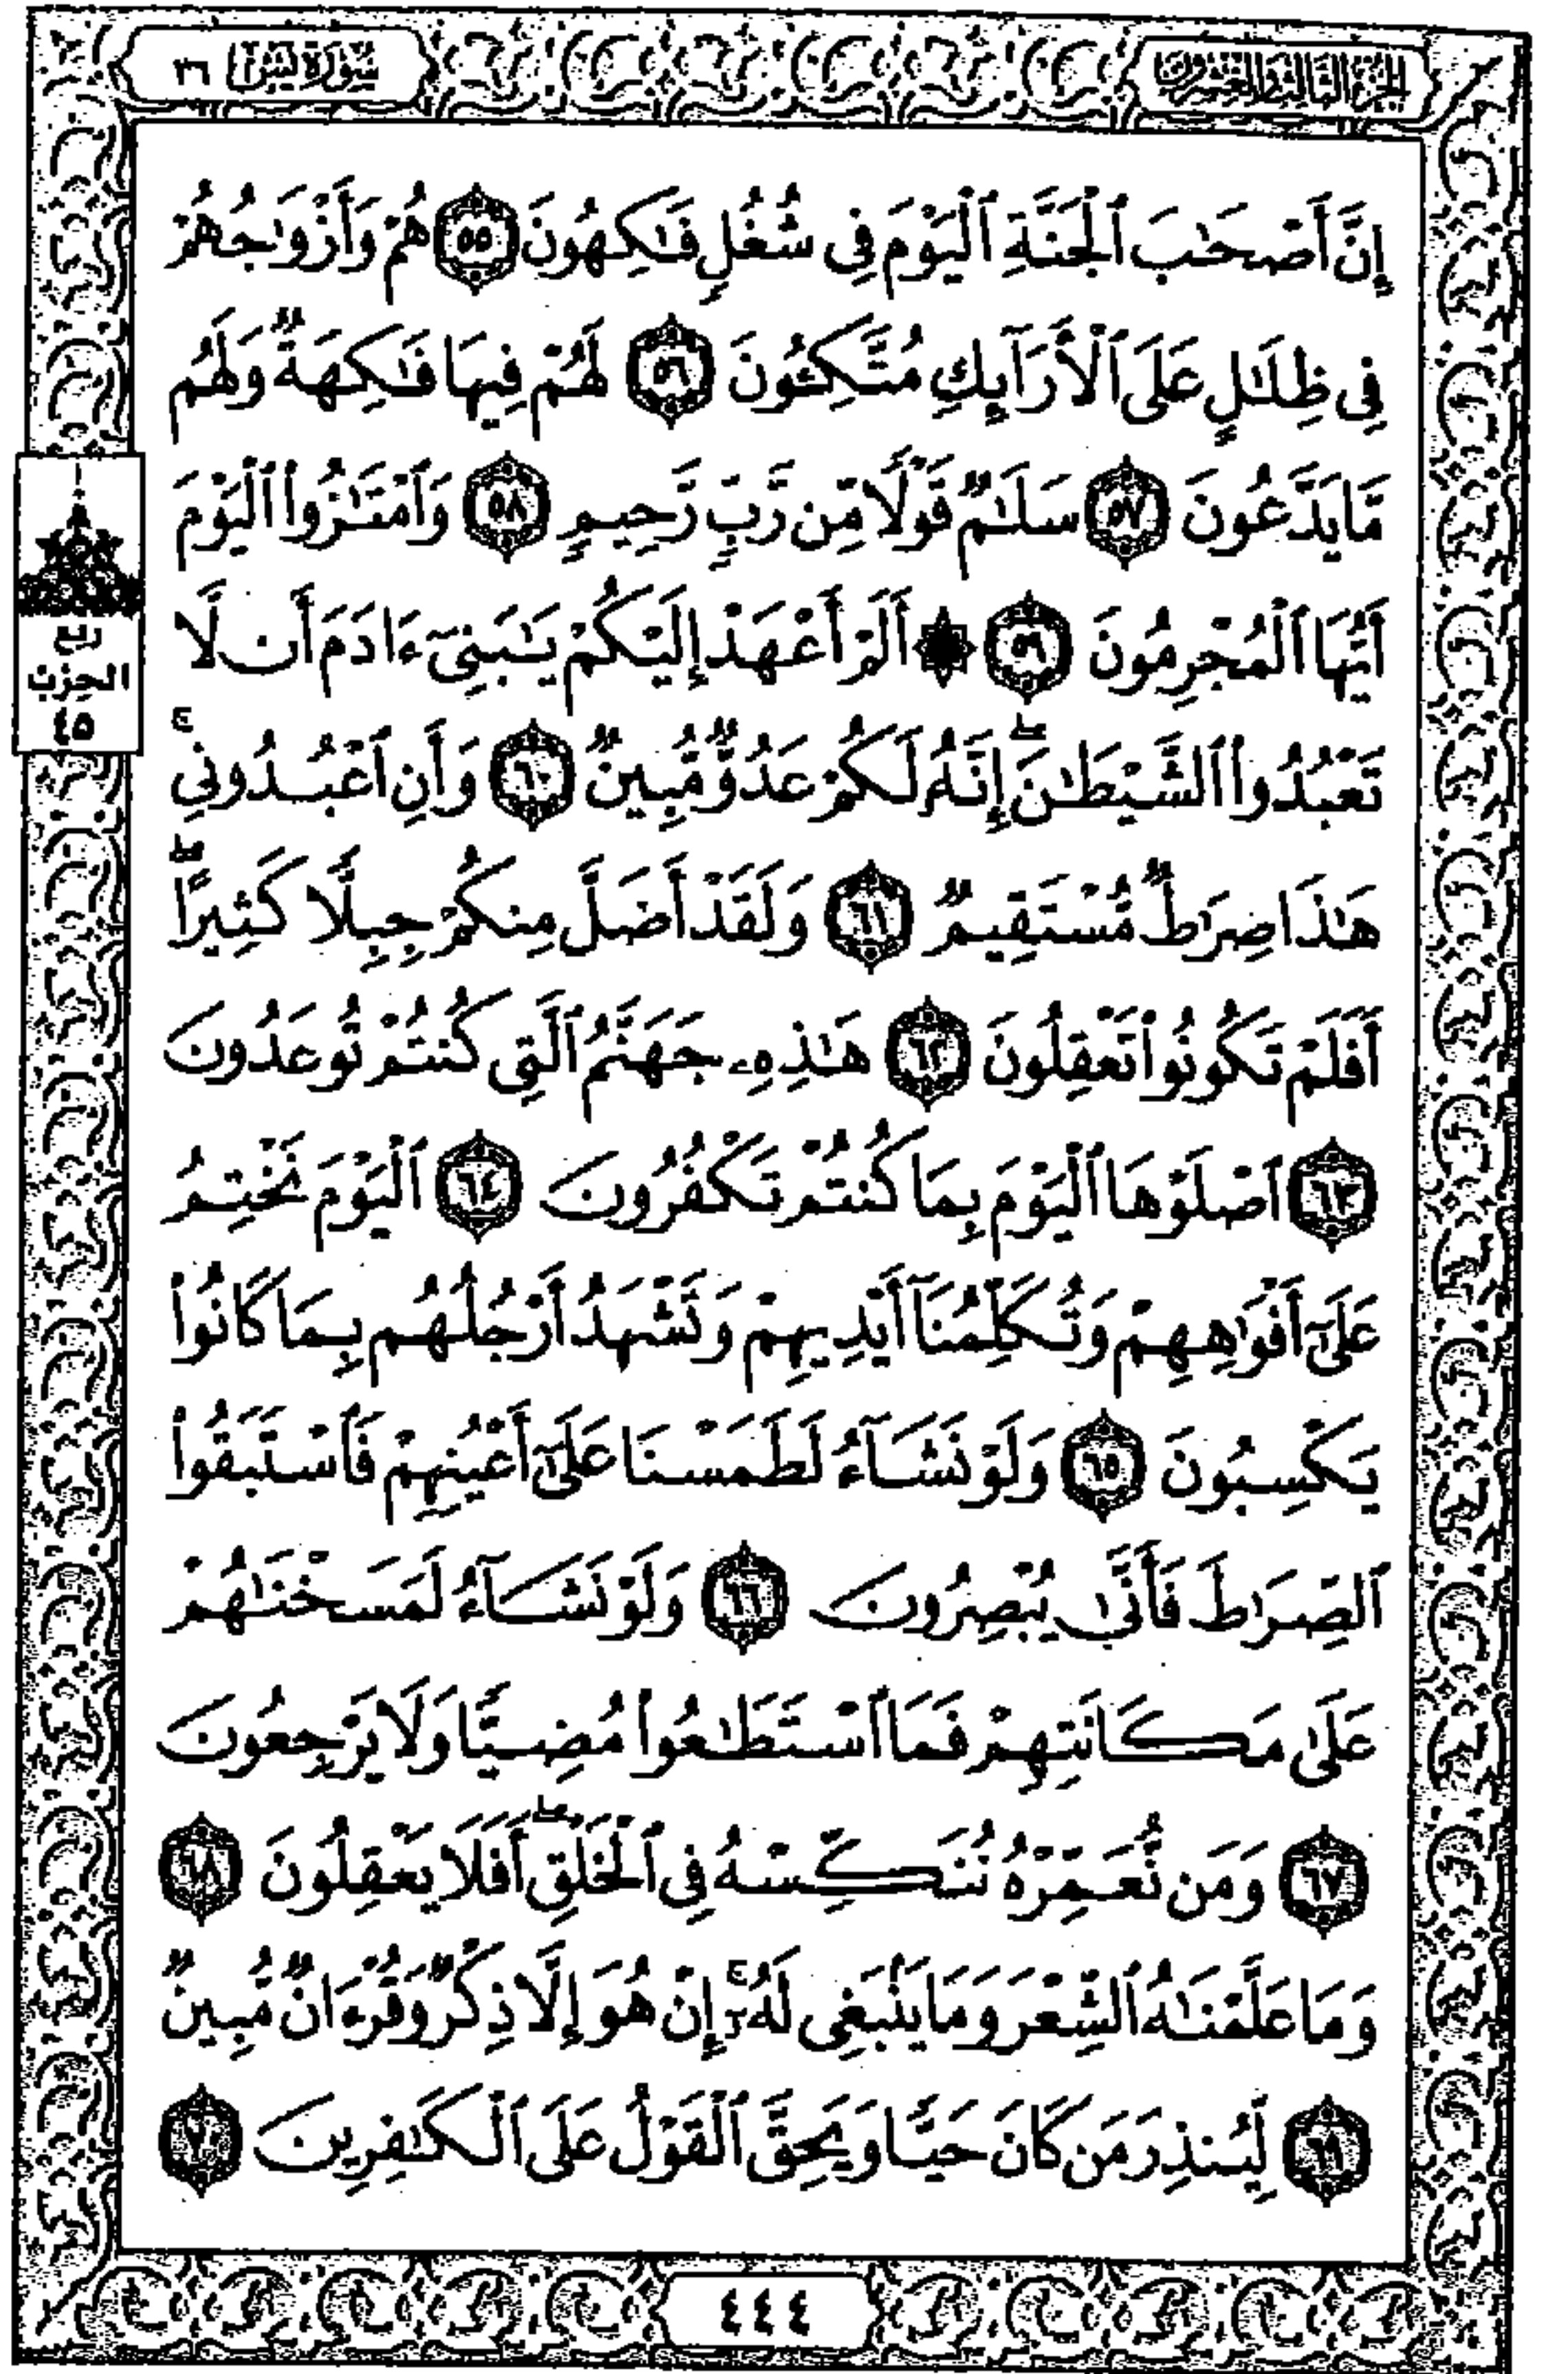 الجزء الثالث والعشرون
سورة يس ٣٦
إِنَّ أَصْحَٰبَ ٱلْجَنَّةِ ٱلْيَوْمَ فِى شُغُلٍ فَٰكِهُونَ ٥٥ هُمْ وَأَزْوَٰجُهُمْ
فِى ظِلَٰلٍ عَلَى ٱلْأَرَآئِكِ مُتَّكِـُٔونَ ٥٦ لَهُمْ فِيهَا فَٰكِهَةٌ وَلَهُم
مَّا يَدَّعُونَ ٥٧ سَلَٰمٌ قَوْلًا مِّن رَّبٍّ رَّحِيمٍ ٥٨ وَٱمْتَٰزُوا۟ ٱلْيَوْمَ
أَيُّهَا ٱلْمُجْرِمُونَ ٥٩ ۞ أَلَمْ أَعْهَدْ إِلَيْكُمْ يَٰبَنِىٓ ءَادَمَ أَن لَّا
تَعْبُدُوا۟ ٱلشَّيْطَٰنَ ۖ إِنَّهُۥ لَكُمْ عَدُوٌّ مُّبِينٌ ٦٠ وَأَنِ ٱعْبُدُونِى ۚ
هَٰذَا صِرَٰطٌ مُّسْتَقِيمٌ ٦١ وَلَقَدْ أَضَلَّ مِنكُمْ جِبِلًّا كَثِيرًا ۖ
أَفَلَمْ تَكُونُوا۟ تَعْقِلُونَ ٦٢ هَٰذِهِۦ جَهَنَّمُ ٱلَّتِى كُنتُمْ تُوعَدُونَ
٦٣ ٱصْلَوْهَا ٱلْيَوْمَ بِمَا كُنتُمْ تَكْفُرُونَ ٦٤ ٱلْيَوْمَ نَخْتِمُ
عَلَىٰٓ أَفْوَٰهِهِمْ وَتُكَلِّمُنَآ أَيْدِيهِمْ وَتَشْهَدُ أَرْجُلُهُم بِمَا كَانُوا۟
يَكْسِبُونَ ٦٥ وَلَوْ نَشَآءُ لَطَمَسْنَا عَلَىٰٓ أَعْيُنِهِمْ فَٱسْتَبَقُوا۟
ٱلصِّرَٰطَ فَأَنَّىٰ يُبْصِرُونَ ٦٦ وَلَوْ نَشَآءُ لَمَسَخْنَٰهُمْ
عَلَىٰ مَكَانَتِهِمْ فَمَا ٱسْتَطَٰعُوا۟ مُضِيًّا وَلَا يَرْجِعُونَ
٦٧ وَمَن نُّعَمِّرْهُ نُنَكِّسْهُ فِى ٱلْخَلْقِ ۖ أَفَلَا يَعْقِلُونَ ٦٨
وَمَا عَلَّمْنَٰهُ ٱلشِّعْرَ وَمَا يَنۢبَغِى لَهُۥٓ ۚ إِنْ هُوَ إِلَّا ذِكْرٌ وَقُرْءَانٌ مُّبِينٌ
٦٩ لِّيُنذِرَ مَن كَانَ حَيًّا وَيَحِقَّ ٱلْقَوْلُ عَلَى ٱلْكَٰفِرِينَ ٧٠
ربع
الحزب
٤٥
٤٤٤